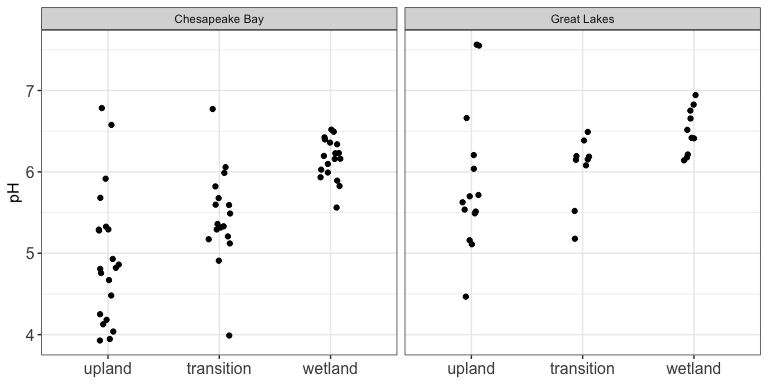 Chesapeake Bay
Great Lakes
pH
7
6
5
4
upland
transition
wetland
upland
transition
wetland